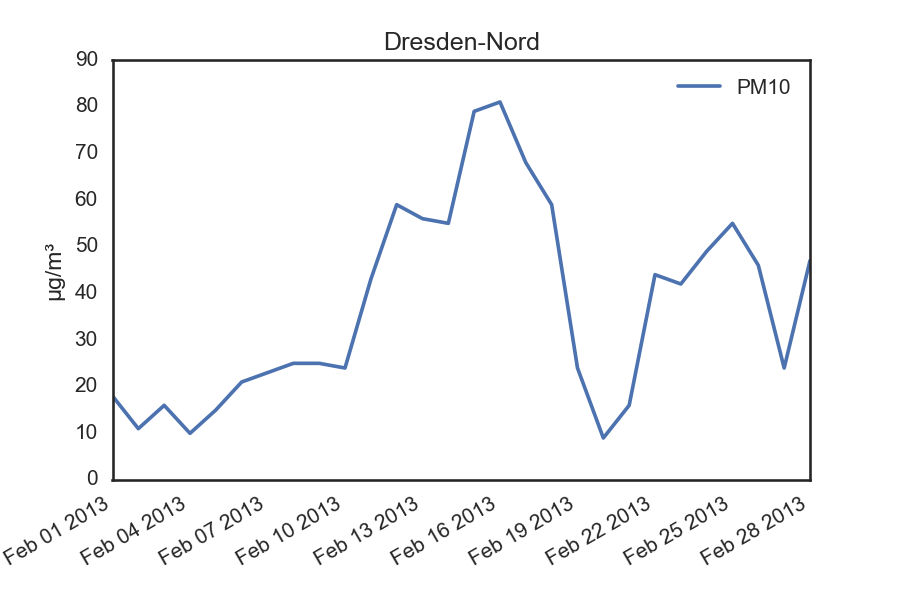 Dresden-Nord
90
80
70
60
50
40
30
20
10
0
µg/m³
PM10
Feb 01 2013
Feb 04 2013
Feb 07 2013
Feb 10 2013
Feb 13 2013
Feb 16 2013
Feb 19 2013
Feb 22 2013
Feb 25 2013
Feb 28 2013